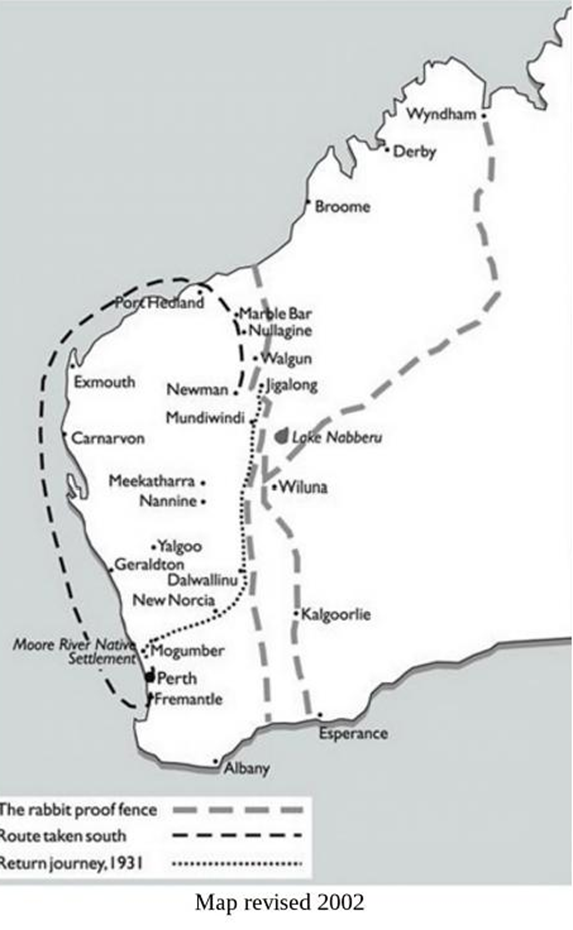 Wyndham
Derby
Broome
Port Hedland
Marble Bar
Nullagine
Walgun
Exmouth
Newman
Jigalong
Mundiwindi
Carnarvon
Lake Nabberu
Meekatharra
Wiluna
Nannine
Yalgoo
Geraldton
Dalwallinu
New Norcia
Kalgoorlie
Moore River Native
Settlement
Mogumber
Perth
Fremantle
Esperance
Albany
The rabbit proof fence
Route taken south
Return journey, 1931
Map revised 2002